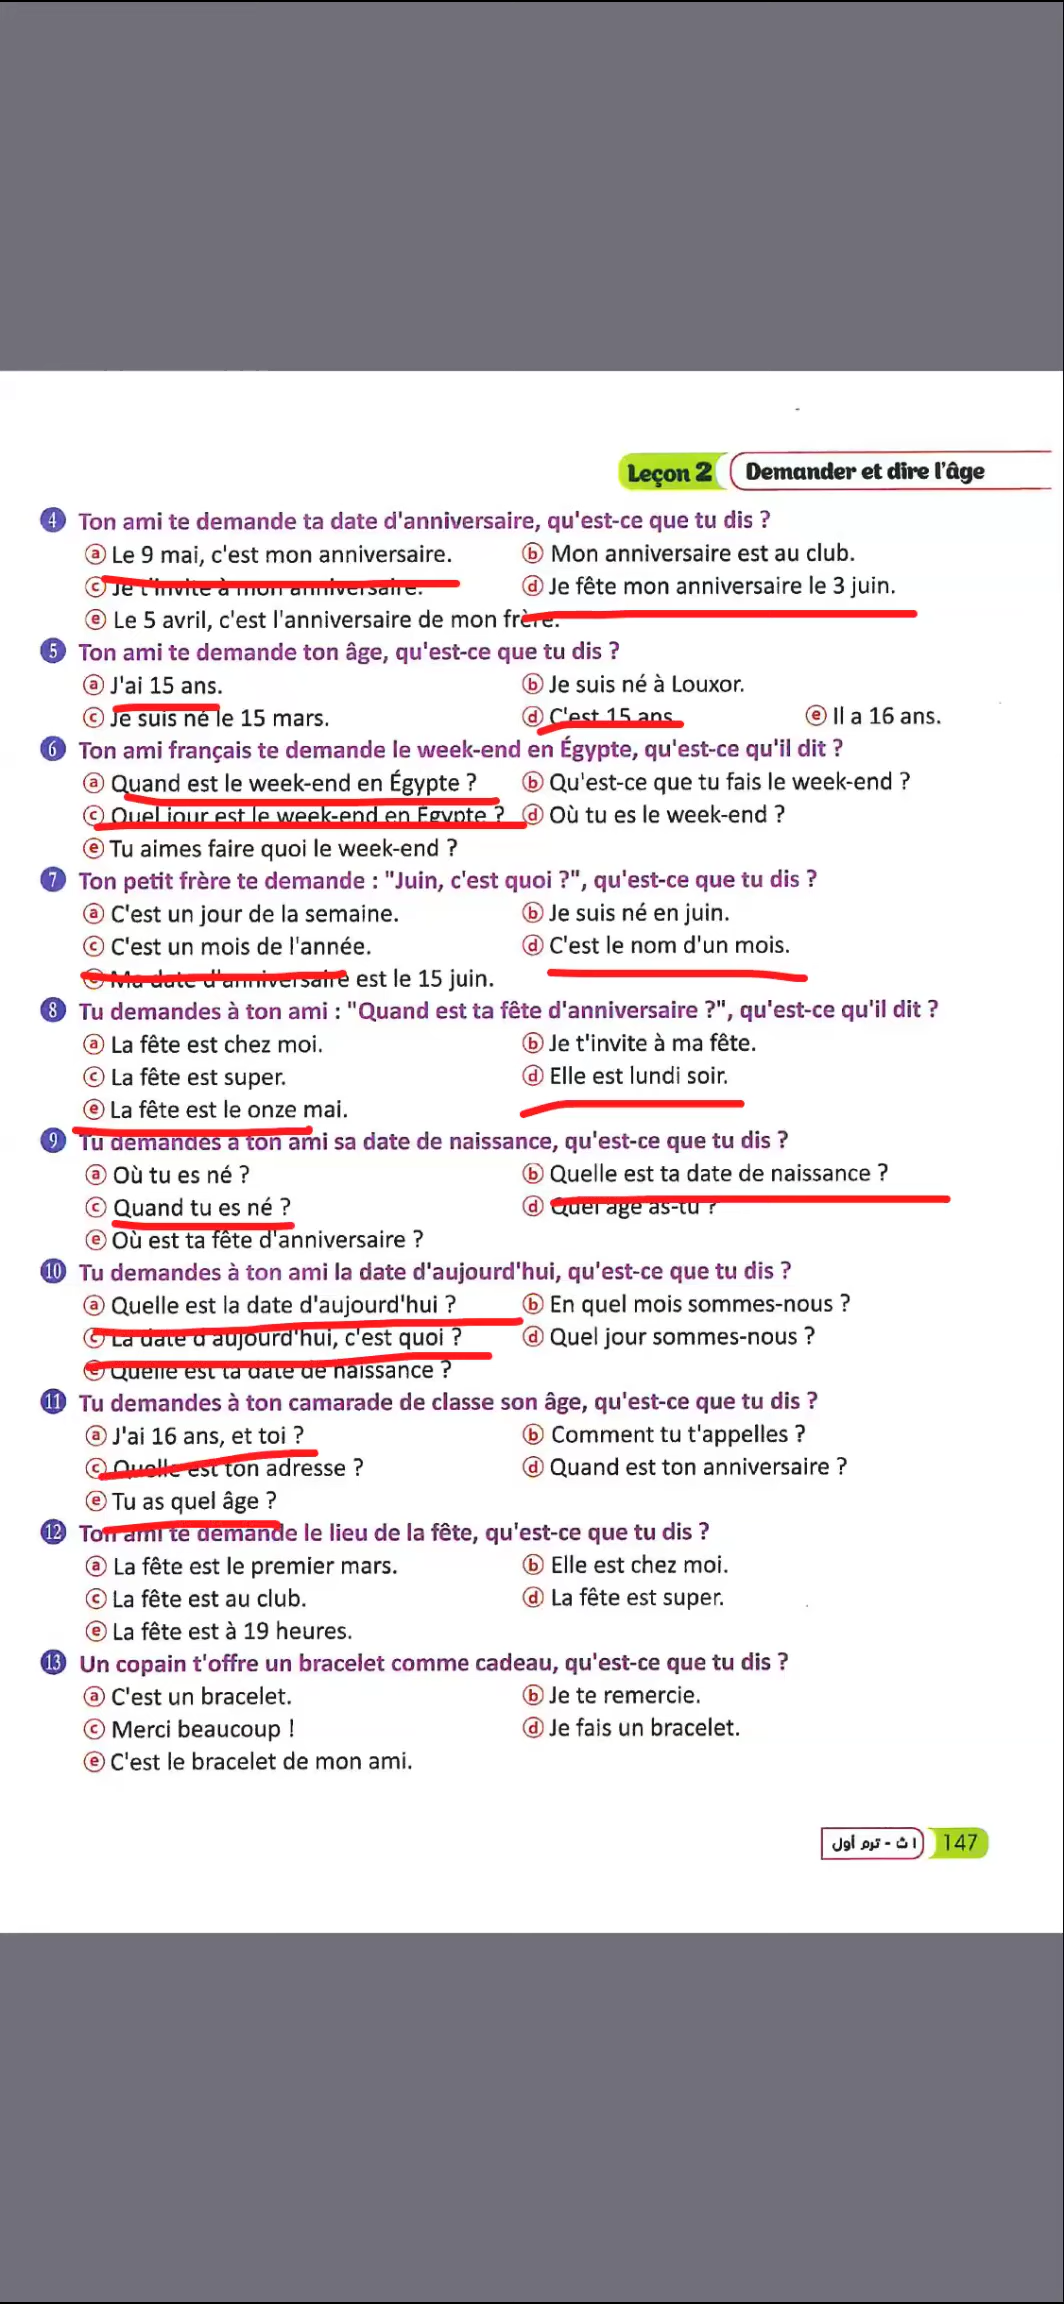 Leçon 2 Demander et dire l'âge
4 Ton ami te demande ta date d'anniversaire, qu'est-ce que tu dis ?
a Le 9 mai, c'est mon anniversaire. b Mon anniversaire est au club.
c Je t'invite à mon anniversaire. d Je fête mon anniversaire le 3 juin.
e Le 5 avril, c'est l'anniversaire de mon frère.
5 Ton ami te demande ton âge, qu'est-ce que tu dis ?
a J'ai 15 ans. b Je suis né à Louxor.
c Je suis né le 15 mars. d C'est 15 ans. e Il a 16 ans.
6 Ton ami français te demande le week-end en Égypte, qu'est-ce qu'il dit ?
a Quand est le week-end en Égypte ? b Qu'est-ce que tu fais le week-end ?
c Quel jour est le week-end en Égypte ? d Où tu es le week-end ?
e Tu aimes faire quoi le week-end ?
7 Ton petit frère te demande : "Juin, c'est quoi ?", qu'est-ce que tu dis ?
a C'est un jour de la semaine. b Je suis né en juin.
c C'est un mois de l'année. d C'est le nom d'un mois.
e Ma date d'anniversaire est le 15 juin.
8 Tu demandes à ton ami : "Quand est ta fête d'anniversaire ?", qu'est-ce qu'il dit ?
a La fête est chez moi. b Je t'invite à ma fête.
c La fête est super. d Elle est lundi soir.
e La fête est le onze mai.
9 Tu demandes à ton ami sa date de naissance, qu'est-ce que tu dis ?
a Où tu es né ? b Quelle est ta date de naissance ?
c Quand tu es né ? d Quel âge as-tu ?
e Où est ta fête d'anniversaire ?
10 Tu demandes à ton ami la date d'aujourd'hui, qu'est-ce que tu dis ?
a Quelle est la date d'aujourd'hui ? b En quel mois sommes-nous ?
c La date d'aujourd'hui, c'est quoi ? d Quel jour sommes-nous ?
e Quelle est ta date de naissance ?
11 Tu demandes à ton camarade de classe son âge, qu'est-ce que tu dis ?
a J'ai 16 ans, et toi ? b Comment tu t'appelles ?
c Quelle est ton adresse ? d Quand est ton anniversaire ?
e Tu as quel âge ?
12 Ton ami te demande le lieu de la fête, qu'est-ce que tu dis ?
a La fête est le premier mars. b Elle est chez moi.
c La fête est au club. d La fête est super.
e La fête est à 19 heures.
13 Un copain t'offre un bracelet comme cadeau, qu'est-ce que tu dis ?
a C'est un bracelet. b Je te remercie.
c Merci beaucoup ! d Je fais un bracelet.
e C'est le bracelet de mon ami.
١ ث - ترم أول 147